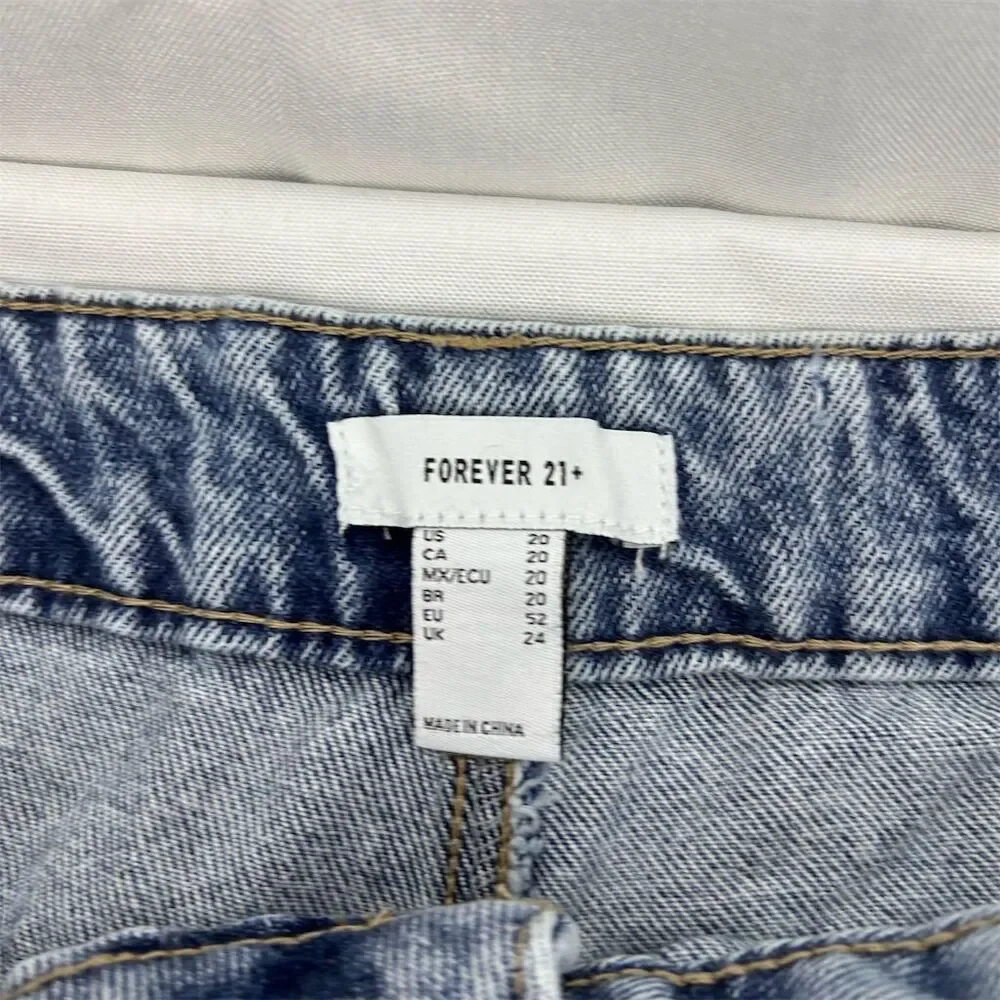 FOREVER 21+
US 20
CA 20
MX/ECU 20
BR 20
EU 52
UK 24
MADE IN CHINA